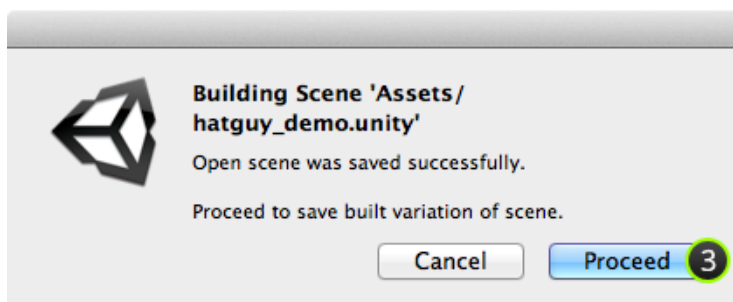 Building Scene 'Assets/
hatguy_demo.unity'
Open scene was saved successfully.
Proceed to save built variation of scene.
Cancel
Proceed
3